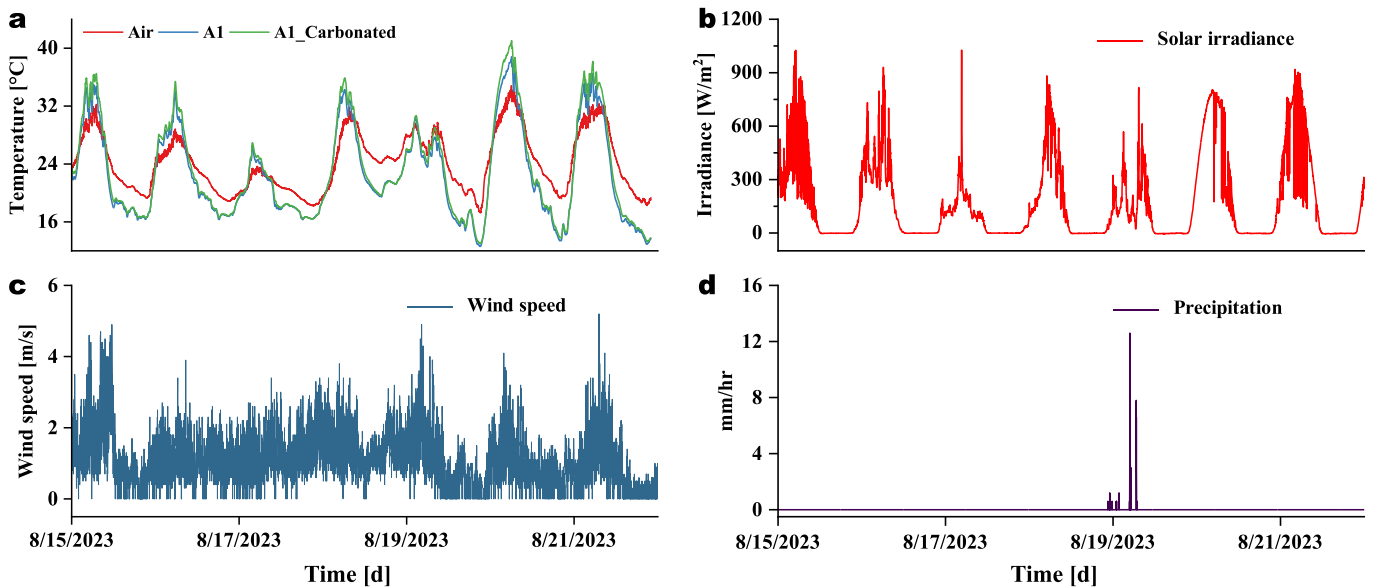 a
Air A1 A1_Carbonated
Temperature [°C]
40
32
24
16
b
Solar irradiance
Irradiance [W/m²]
1200
900
600
300
0
c
Wind speed
Wind speed [m/s]
6
4
2
0
8/15/2023 8/17/2023 8/19/2023 8/21/2023
Time [d]
d
Precipitation
mm/hr
16
12
8
4
0
8/15/2023 8/17/2023 8/19/2023 8/21/2023
Time [d]